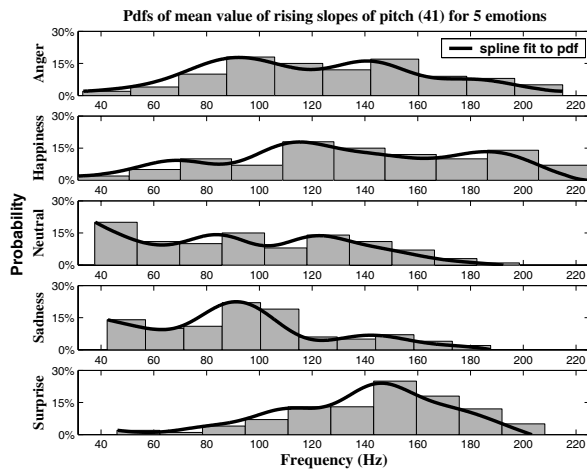 Pdfs of mean value of rising slopes of pitch (41) for 5 emotions
spline fit to pdf
Probability
Anger
30%
15%
0%
40 60 80 100 120 140 160 180 200 220
Happiness
30%
15%
0%
40 60 80 100 120 140 160 180 200 220
Neutral
30%
15%
0%
40 60 80 100 120 140 160 180 200 220
Sadness
30%
15%
0%
40 60 80 100 120 140 160 180 200 220
Surprise
30%
15%
0%
40 60 80 100 120 140 160 180 200 220
Frequency (Hz)